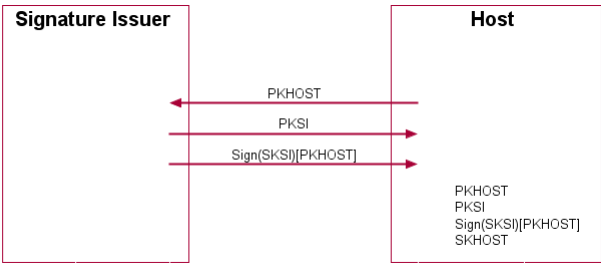 Signature Issuer
Host
PKHOST
PKSI
Sign(SKSI)[PKHOST]
PKHOST
PKSI
Sign(SKSI)[PKHOST]
SKHOST